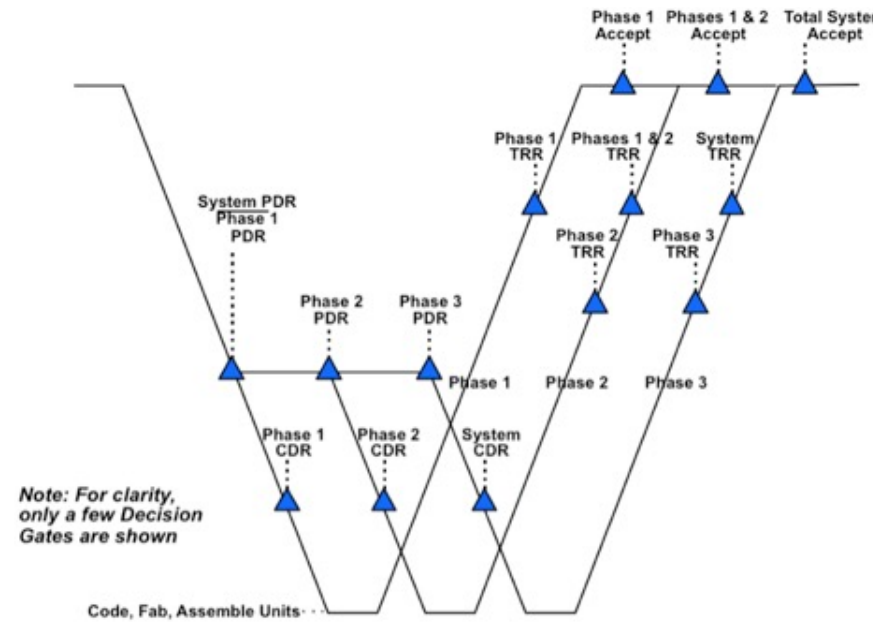 Phase 1
Accept
Phases 1 & 2
Accept
Total System
Accept
Phase 1
TRR
Phases 1 & 2
TRR
System
TRR
System PDR
Phase 1
PDR
Phase 2
TRR
Phase 3
TRR
Phase 2
PDR
Phase 3
PDR
Phase 1
Phase 2
Phase 3
Phase 1
CDR
Phase 2
CDR
System
CDR
Note: For clarity,
only a few Decision
Gates are shown
Code, Fab, Assemble Units